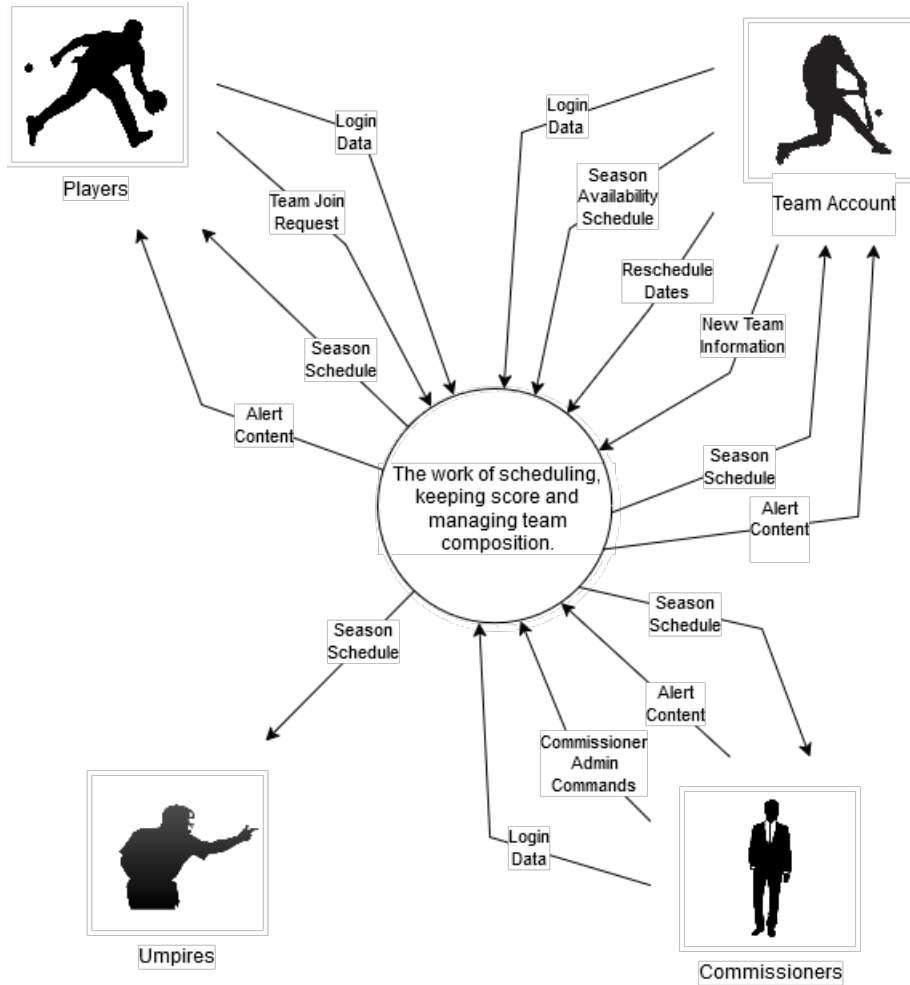 Players
Team Account
Login
Data
Team Join
Request
Season
Schedule
Alert
Content
Login
Data
Season
Availability
Schedule
Reschedule
Dates
New Team
Information
Season
Schedule
Alert
Content
The work of scheduling,
keeping score and
managing team
composition.
Season
Schedule
Season
Schedule
Alert
Content
Commissioner
Admin
Commands
Login
Data
Umpires
Commissioners